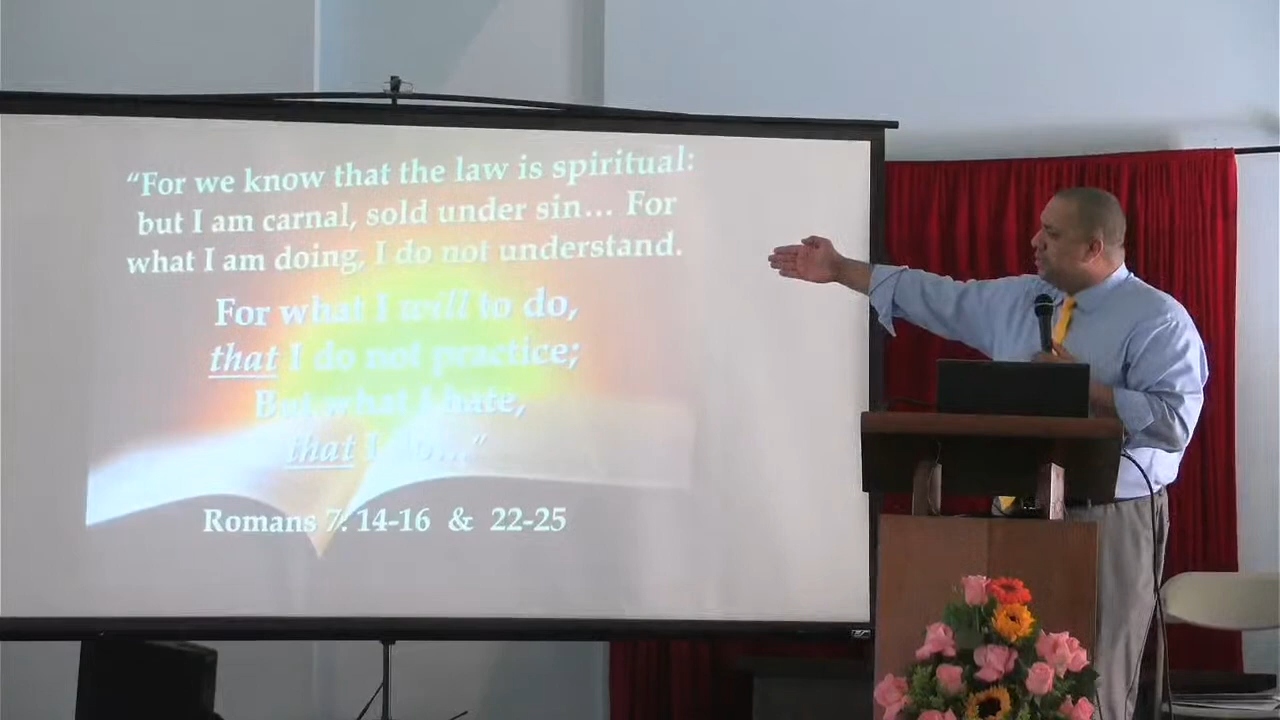 “For we know that the law is spiritual:
but I am carnal, sold under sin... For
what I am doing, I do not understand.
For what I will to do,
that I do not practice;
But what I hate,
that I do...”
Romans 7: 14-16 & 22-25